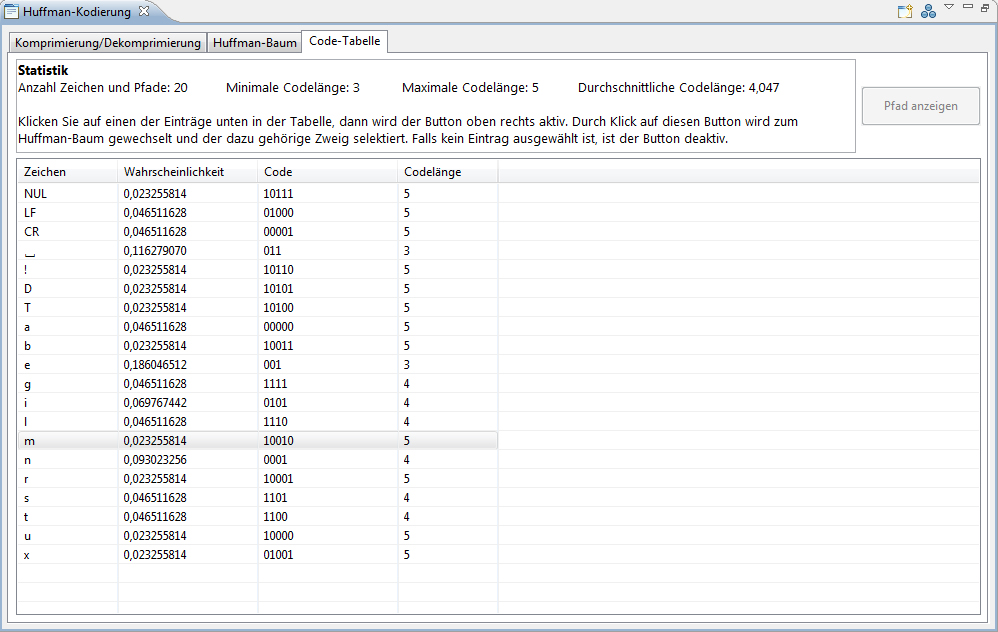 Huffman-Kodierung
Komprimierung/Dekomprimierung Huffman-Baum Code-Tabelle
Statistik
Anzahl Zeichen und Pfade: 20 Minimale Codelänge: 3 Maximale Codelänge: 5 Durchschnittliche Codelänge: 4,047
Pfad anzeigen
Klicken Sie auf einen der Einträge unten in der Tabelle, dann wird der Button oben rechts aktiv. Durch Klick auf diesen Button wird zum
Huffman-Baum gewechselt und der dazu gehörige Zweig selektiert. Falls kein Eintrag ausgewählt ist, ist der Button deaktiv.
Zeichen Wahrscheinlichkeit Code Codelänge
NUL 0,023255814 10111 5
LF 0,046511628 01000 5
CR 0,046511628 00001 5
⎵ 0,116279070 011 3
! 0,023255814 10110 5
D 0,023255814 10101 5
T 0,023255814 10100 5
a 0,046511628 00000 5
b 0,023255814 10011 5
e 0,186046512 001 3
g 0,046511628 1111 4
i 0,069767442 0101 4
l 0,046511628 1110 4
m 0,023255814 10010 5
n 0,093023256 0001 4
r 0,023255814 10001 5
s 0,046511628 1101 4
t 0,046511628 1100 4
u 0,023255814 10000 5
x 0,023255814 01001 5